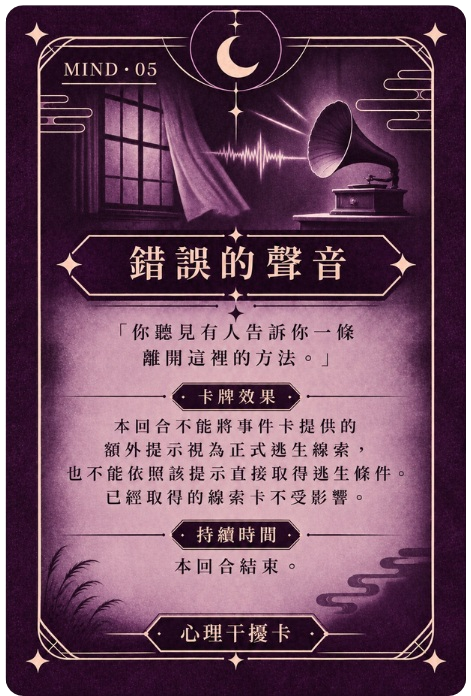 MIND·05
錯誤的聲音
「你聽見有人告訴你一條
離開這裡的方法。」
卡牌效果
本回合不能將事件卡提供的
額外提示視為正式逃生線索，
也不能依照該提示直接取得逃生條件。
已經取得的線索卡不受影響。
持續時間
本回合結束。
心理干擾卡